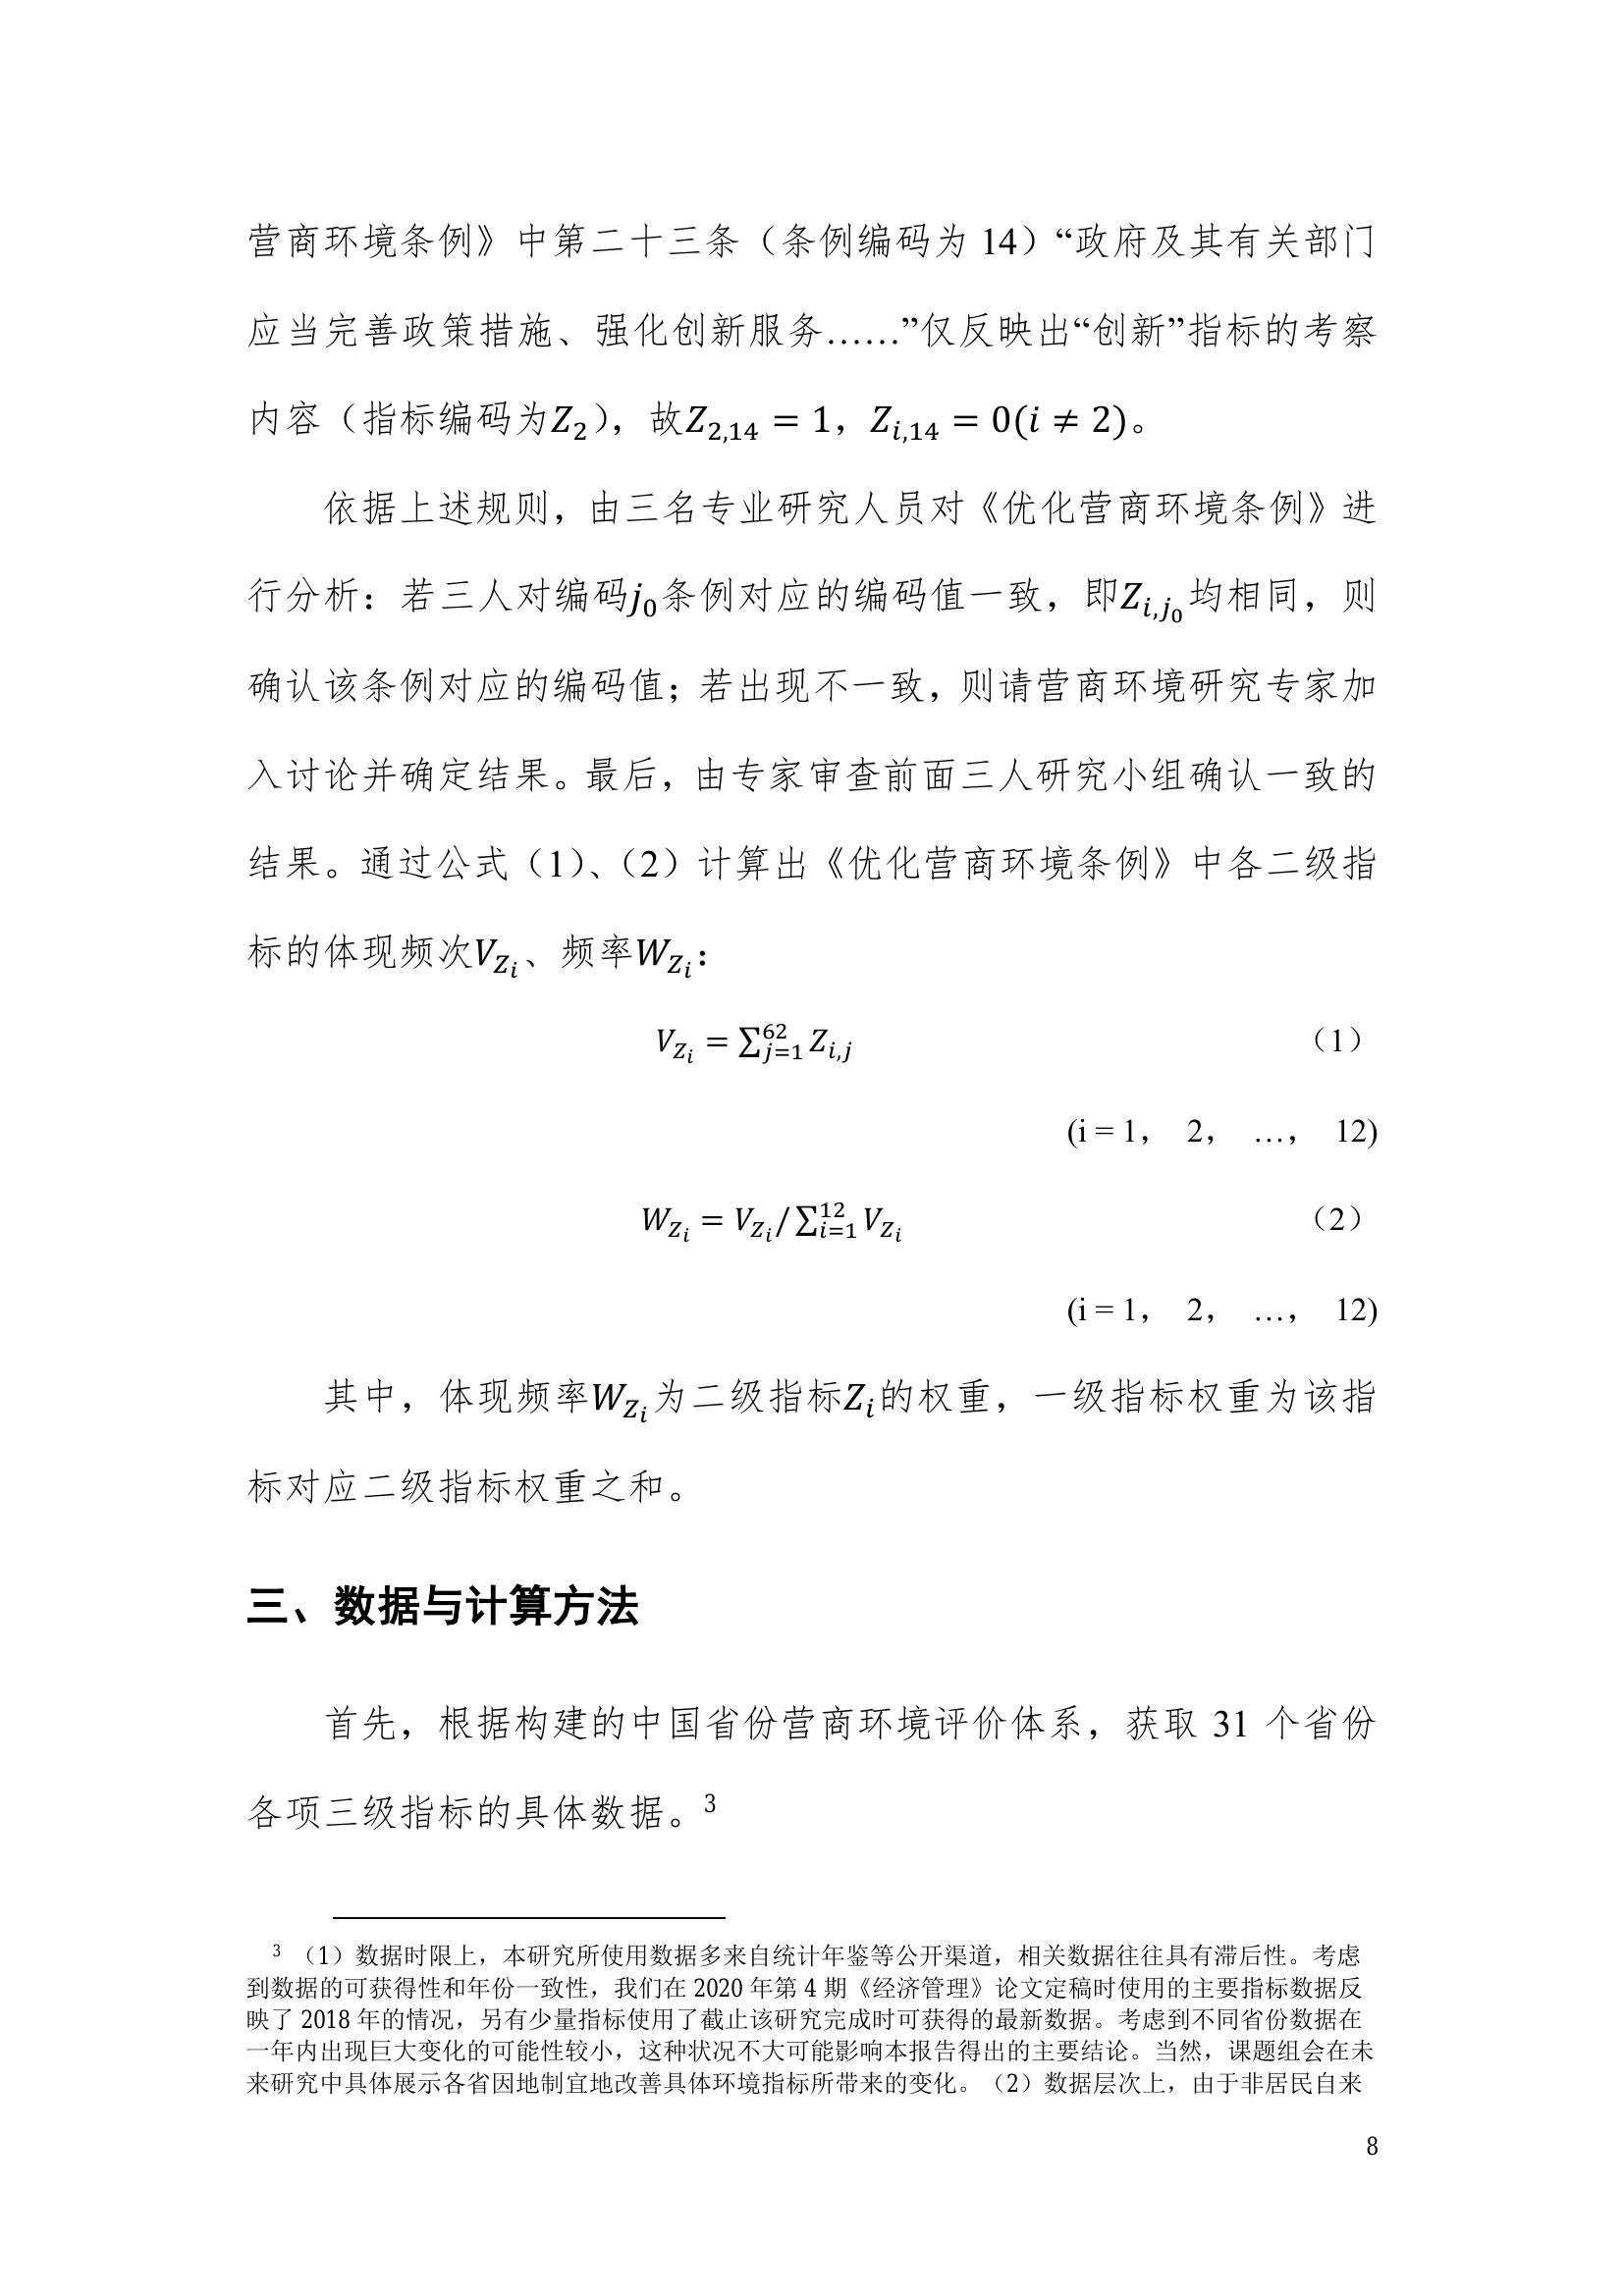 营商环境条例》中第二十三条（条例编码为 14）“政府及其有关部门
应当完善政策措施、强化创新服务……”仅反映出“创新”指标的考察
内容（指标编码为Z₂），故Z₂,₁₄ = 1，Zᵢ,₁₄ = 0(i ≠ 2)。
依据上述规则，由三名专业研究人员对《优化营商环境条例》进
行分析：若三人对编码j₀条例对应的编码值一致，即Z_{i,j₀}均相同，则
确认该条例对应的编码值；若出现不一致，则请营商环境研究专家加
入讨论并确定结果。最后，由专家审查前面三人研究小组确认一致的
结果。通过公式（1）、（2）计算出《优化营商环境条例》中各二级指
标的体现频次V_{Z_i}、频率W_{Z_i}：
V_{Z_i} = ∑_{j=1}^{62} Z_{i,j} （1）
(i = 1， 2， …， 12)
W_{Z_i} = V_{Z_i}/∑_{i=1}^{12} V_{Z_i} （2）
(i = 1， 2， …， 12)
其中，体现频率W_{Z_i}为二级指标Z_i的权重，一级指标权重为该指
标对应二级指标权重之和。
三、数据与计算方法
首先，根据构建的中国省份营商环境评价体系，获取 31 个省份
各项三级指标的具体数据。³
³ （1）数据时限上，本研究所使用数据多来自统计年鉴等公开渠道，相关数据往往具有滞后性。考虑
到数据的可获得性和年份一致性，我们在 2020 年第 4 期《经济管理》论文定稿时使用的主要指标数据反
映了 2018 年的情况，另有少量指标使用了截止该研究完成时可获得的最新数据。考虑到不同省份数据在
一年内出现巨大变化的可能性较小，这种状况不大可能影响本报告得出的主要结论。当然，课题组会在未
来研究中具体展示各省因地制宜地改善具体环境指标所带来的变化。（2）数据层次上，由于非居民自来
8